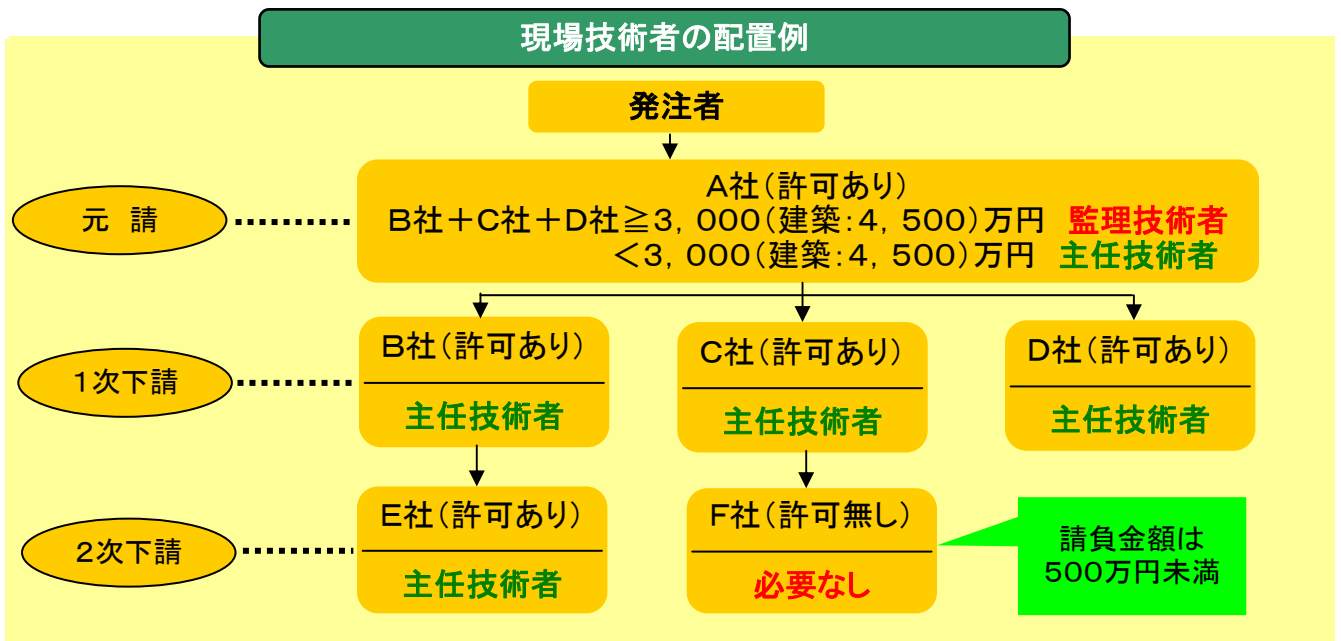 現場技術者の配置例
発注者
元 請
A社(許可あり)
B社+C社+D社≧3,000(建築:4,500)万円 監理技術者
<3,000(建築:4,500)万円 主任技術者
1次下請
B社(許可あり)
主任技術者
C社(許可あり)
主任技術者
D社(許可あり)
主任技術者
2次下請
E社(許可あり)
主任技術者
F社(許可無し)
必要なし
請負金額は
500万円未満